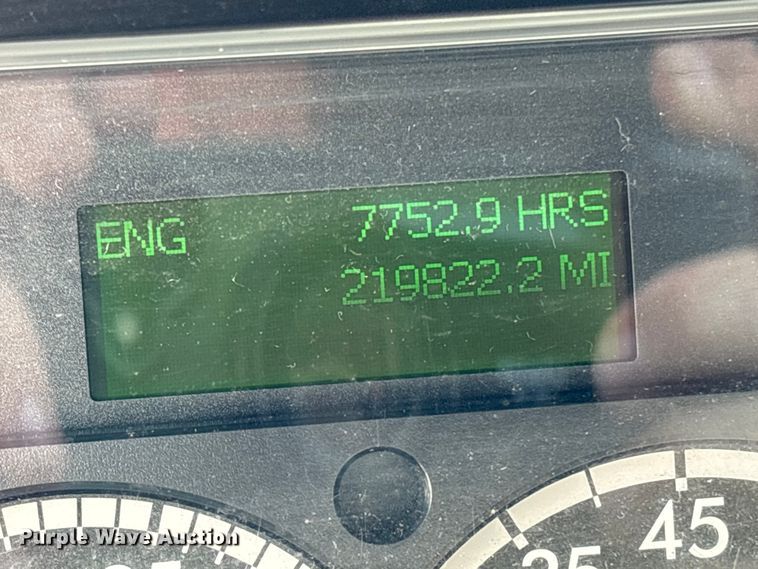 ENG 7752.9 HRS
219822.2 MI
45
Purple Wave Auction